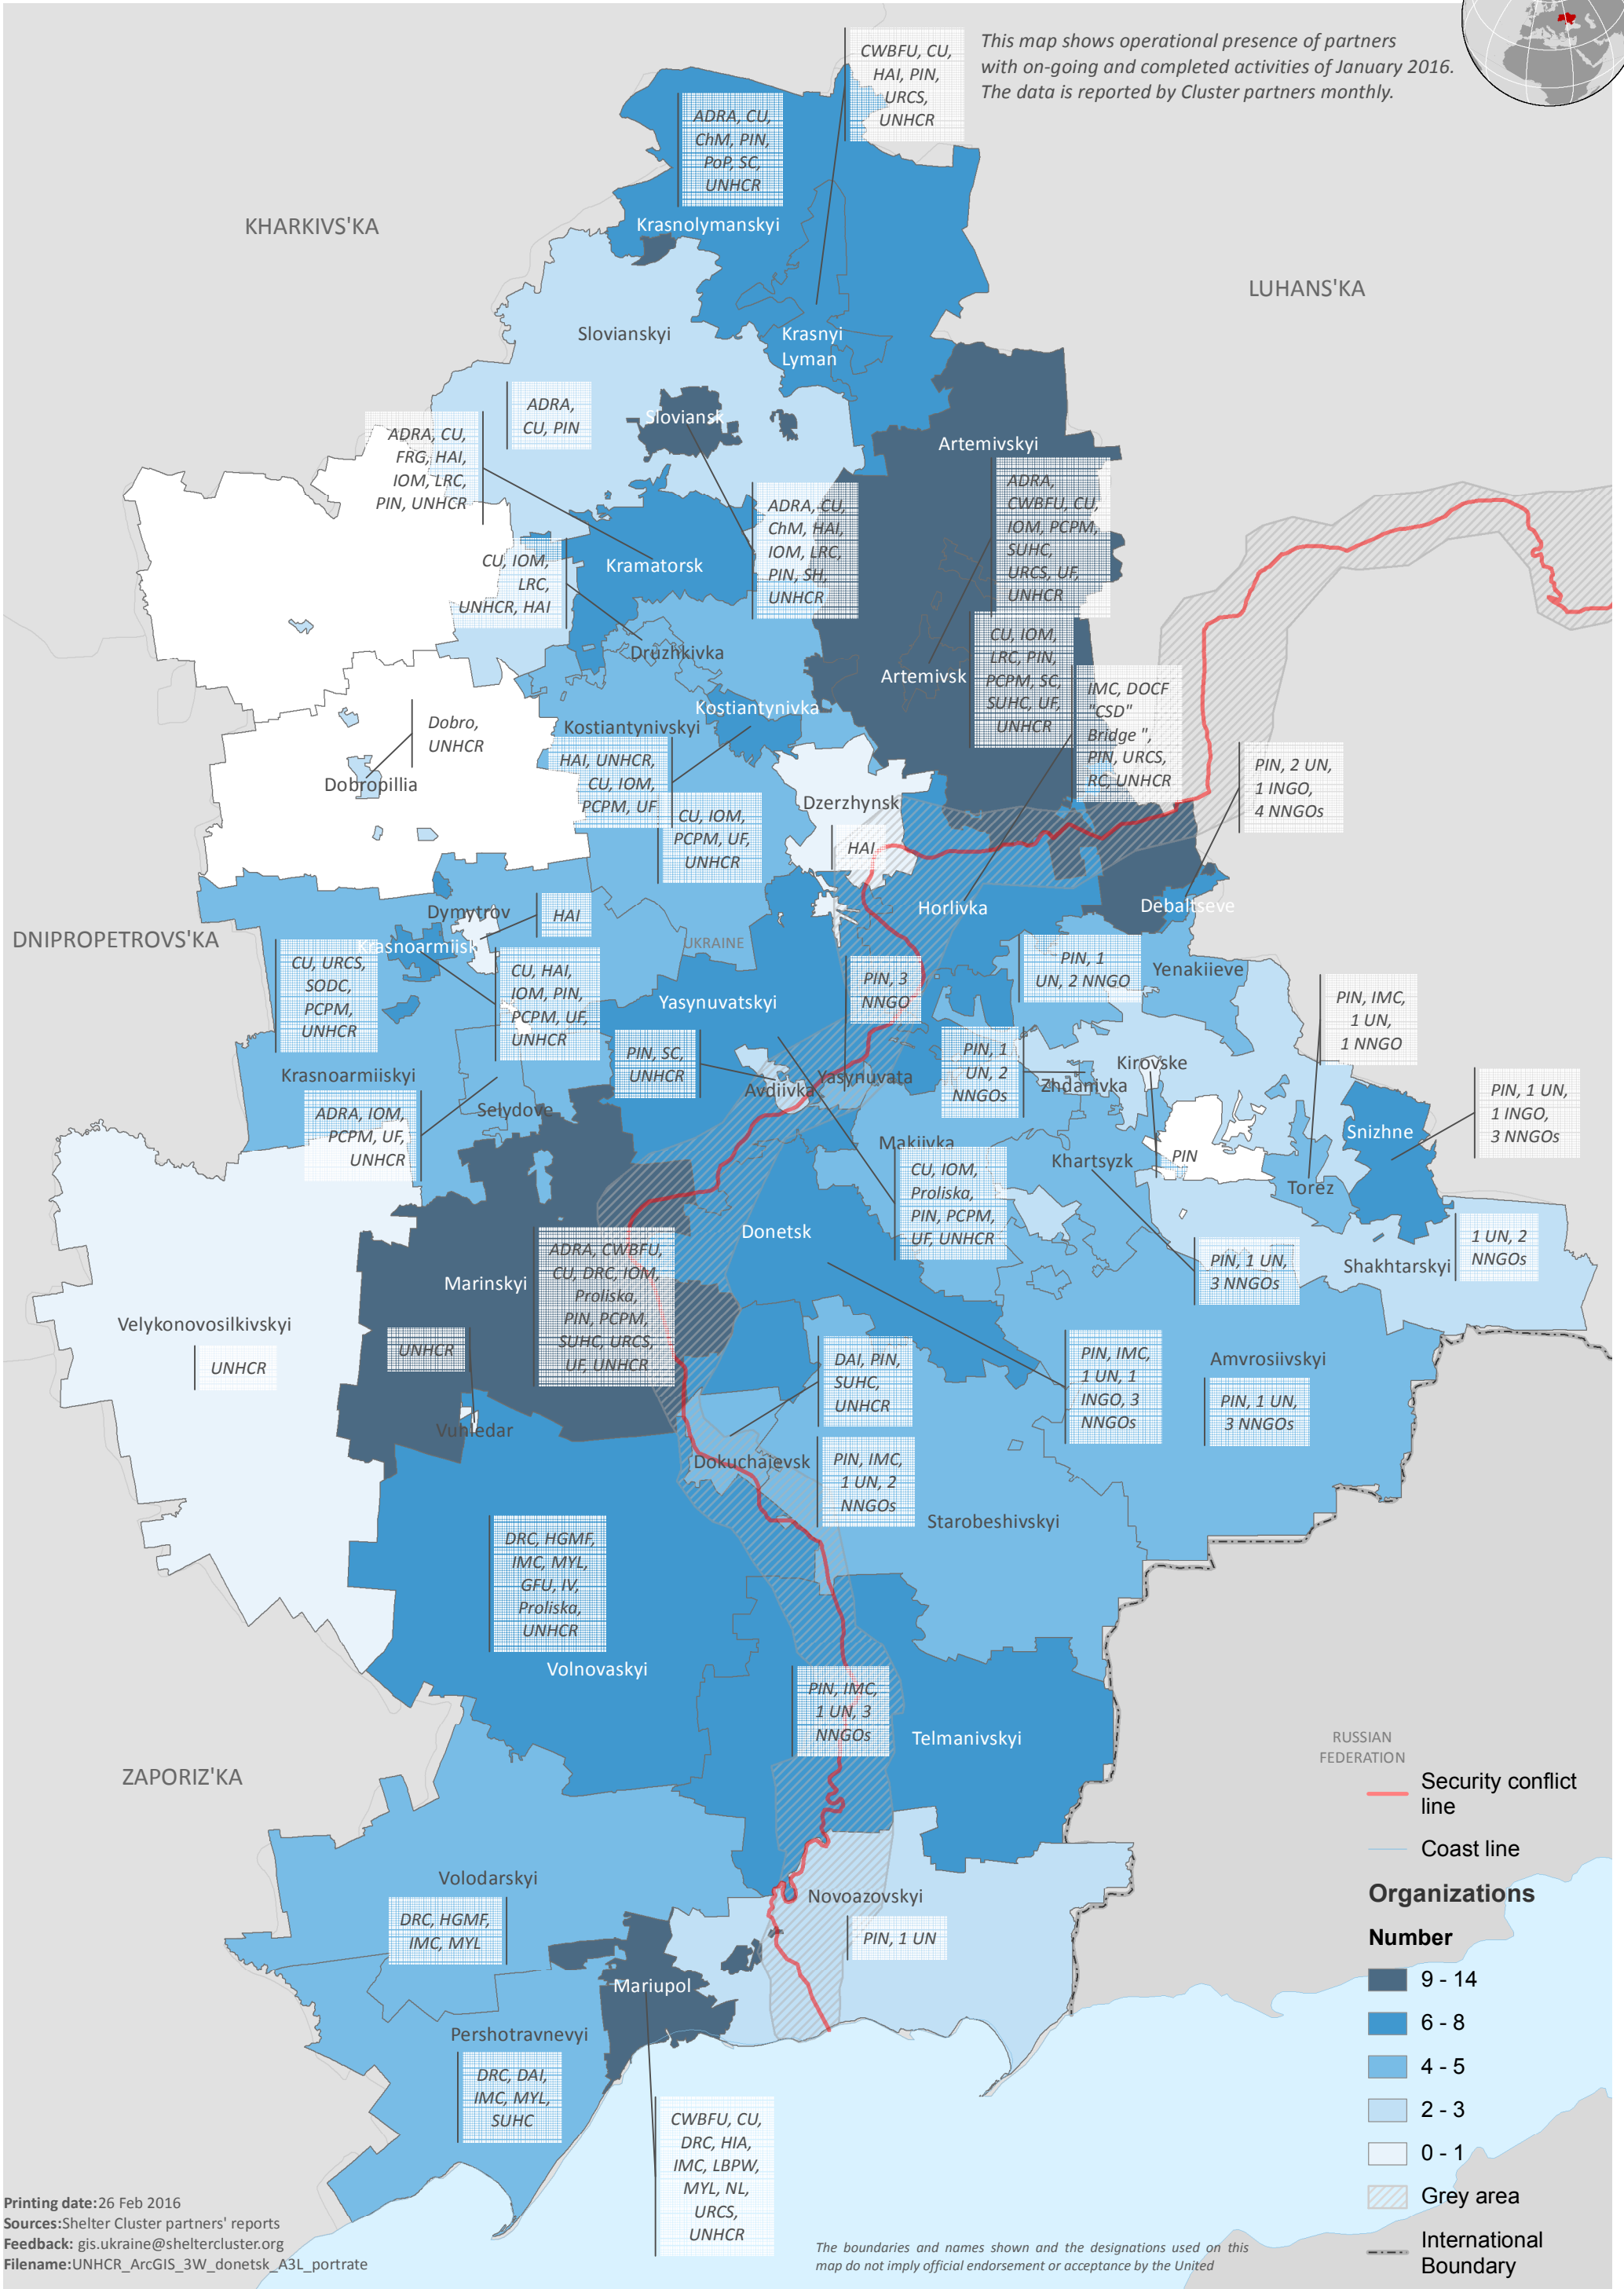 This map shows operational presence of partners
with on-going and completed activities of January 2016.
The data is reported by Cluster partners monthly.
CWBFU, CU,
HAI, PIN,
URCS,
UNHCR
ADRA, CU,
ChM, PIN,
PoP, SC,
UNHCR
KHARKIVS'KA
Krasnolymanskyi
LUHANS'KA
Slovianskyi
Krasnyi
Lyman
ADRA,
CU, PIN
Sloviansk
Artemivskyi
ADRA, CU,
FRG, HAI,
IOM, LRC,
PIN, UNHCR
ADRA, CU,
ChM, HAI,
IOM, LRC,
PIN, SH,
UNHCR
ADRA,
CWBFU, CU,
IOM, PCPM,
SUHC,
URCS, UF,
UNHCR
CU, IOM,
LRC,
UNHCR, HAI
Kramatorsk
Druzhkivka
Artemivsk
CU, IOM,
LRC, PIN,
PCPM, SC,
SUHC, UF,
UNHCR
IMC, DOCF
"CSD"
Bridge ",
PIN, URCS,
RC, UNHCR
Kostiantynivka
Kostiantynivskyi
Dobro,
UNHCR
Dobropillia
HAI, UNHCR,
CU, IOM,
PCPM, UF
CU, IOM,
PCPM, UF,
UNHCR
Dzerzhynsk
HAI
PIN, 2 UN,
1 INGO,
4 NNGOs
Horlivka
Debaltseve
Dymytrov
HAI
DNIPROPETROVS'KA
Krasnoarmiisk
UKRAINE
CU, URCS,
SODC,
PCPM,
UNHCR
CU, HAI,
IOM, PIN,
PCPM, UF,
UNHCR
Yasynuvatskyi
PIN, 3
NNGO
PIN, 1
UN, 2 NNGO
Yenakiieve
PIN, IMC,
1 UN,
1 NNGO
PIN, SC,
UNHCR
Avdiivka
Yasynuvata
PIN, 1
UN, 2
NNGOs
Zhdanivka
Kirovske
Krasnoarmiiskyi
ADRA, IOM,
PCPM, UF,
UNHCR
Selydove
PIN, 1 UN,
1 INGO,
3 NNGOs
Snizhne
Makiivka
CU, IOM,
Proliska,
PIN, PCPM,
UF, UNHCR
Khartsyzk
PIN
Torez
Donetsk
PIN, 1 UN,
3 NNGOs
Shakhtarskyi
1 UN, 2
NNGOs
Marinskyi
ADRA, CWBFU,
CU, DRC, IOM,
Proliska,
PIN, PCPM,
SUHC, URCS,
UF, UNHCR
Velykonovosilkivskyi
UNHCR
UNHCR
Vuhledar
DAI, PIN,
SUHC,
UNHCR
PIN, IMC,
1 UN, 1
INGO, 3
NNGOs
Amvrosiivskyi
PIN, 1 UN,
3 NNGOs
Dokuchaievsk
PIN, IMC,
1 UN, 2
NNGOs
Starobeshivskyi
DRC, HGMF,
IMC, MYL,
GFU, IV,
Proliska,
UNHCR
Volnovaskyi
PIN, IMC,
1 UN, 3
NNGOs
Telmanivskyi
ZAPORIZ'KA
RUSSIAN
FEDERATION
Volodarskyi
DRC, HGMF,
IMC, MYL
Novoazovskyi
PIN, 1 UN
Mariupol
Pershotravnevyi
DRC, DAI,
IMC, MYL,
SUHC
CWBFU, CU,
DRC, HIA,
IMC, LBPW,
MYL, NL,
URCS,
UNHCR
Security conflict
line
Coast line
Organizations
Number
9 - 14
6 - 8
4 - 5
2 - 3
0 - 1
Grey area
International
Boundary
Printing date:26 Feb 2016
Sources:Shelter Cluster partners' reports
Feedback: gis.ukraine@sheltercluster.org
Filename:UNHCR_ArcGIS_3W_donetsk_A3L_portrate
The boundaries and names shown and the designations used on this
map do not imply official endorsement or acceptance by the United